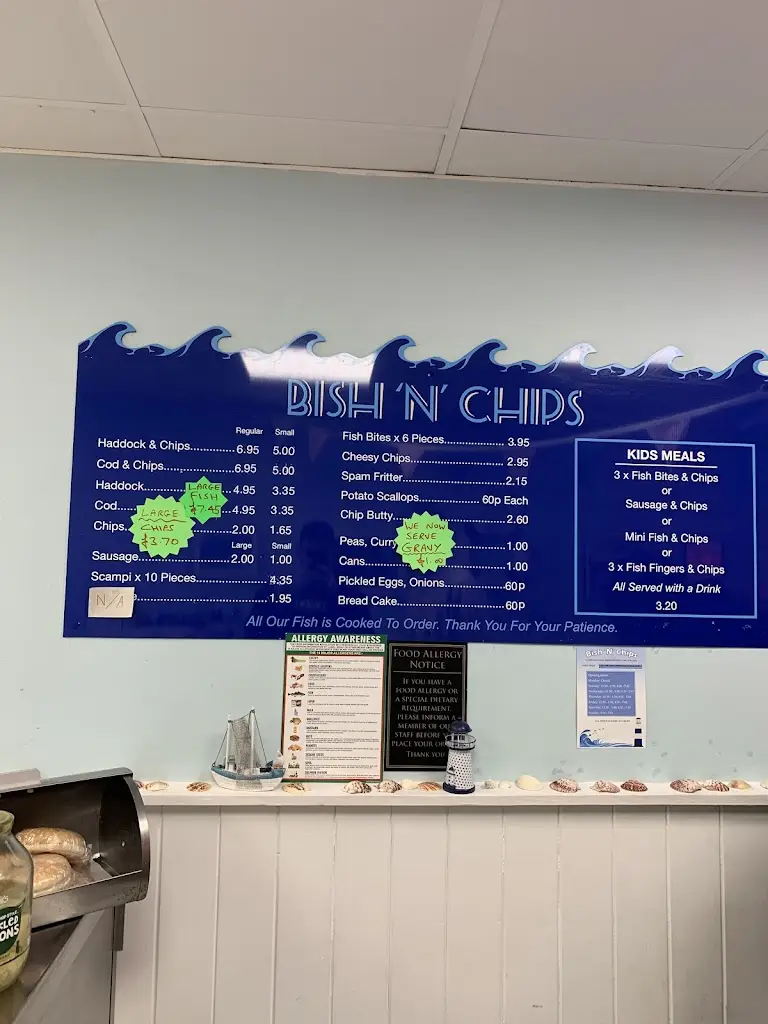 BISH 'N' CHIPS
Regular Small
Haddock & Chips............6.95 5.00
Cod & Chips..................6.95 5.00
Haddock.......4.95 3.35
Cod.......4.95 3.35
Chips.......2.00 1.65
Large Small
Sausage..........................2.00 1.00
Scampi x 10 Pieces....................4.35
e.......1.95
N/A
LARGE
FISH
£7.45
LARGE
CHIPS
£3.70
Fish Bites x 6 Pieces.................. 3.95
Cheesy Chips............................. 2.95
Spam Fritter................................ 2.15
Potato Scallops...................60p Each
Chip Butty.......2.60
Peas, Curry.......1.00
Cans.......1.00
Pickled Eggs, Onions..................60p
Bread Cake................................60p
WE NOW
SERVE
GRAVY
£1.00
KIDS MEALS
3 x Fish Bites & Chips
or
Sausage & Chips
or
Mini Fish & Chips
or
3 x Fish Fingers & Chips
All Served with a Drink
3.20
All Our Fish is Cooked To Order. Thank You For Your Patience.
ALLERGY AWARENESS
FOOD ALLERGY
NOTICE
IF YOU HAVE A
FOOD ALLERGY OR
A SPECIAL DIETARY
REQUIREMENT,
PLEASE INFORM A
MEMBER OF OUR
STAFF BEFORE
PLACE YOUR
THANK YOU
Bish N' Chips